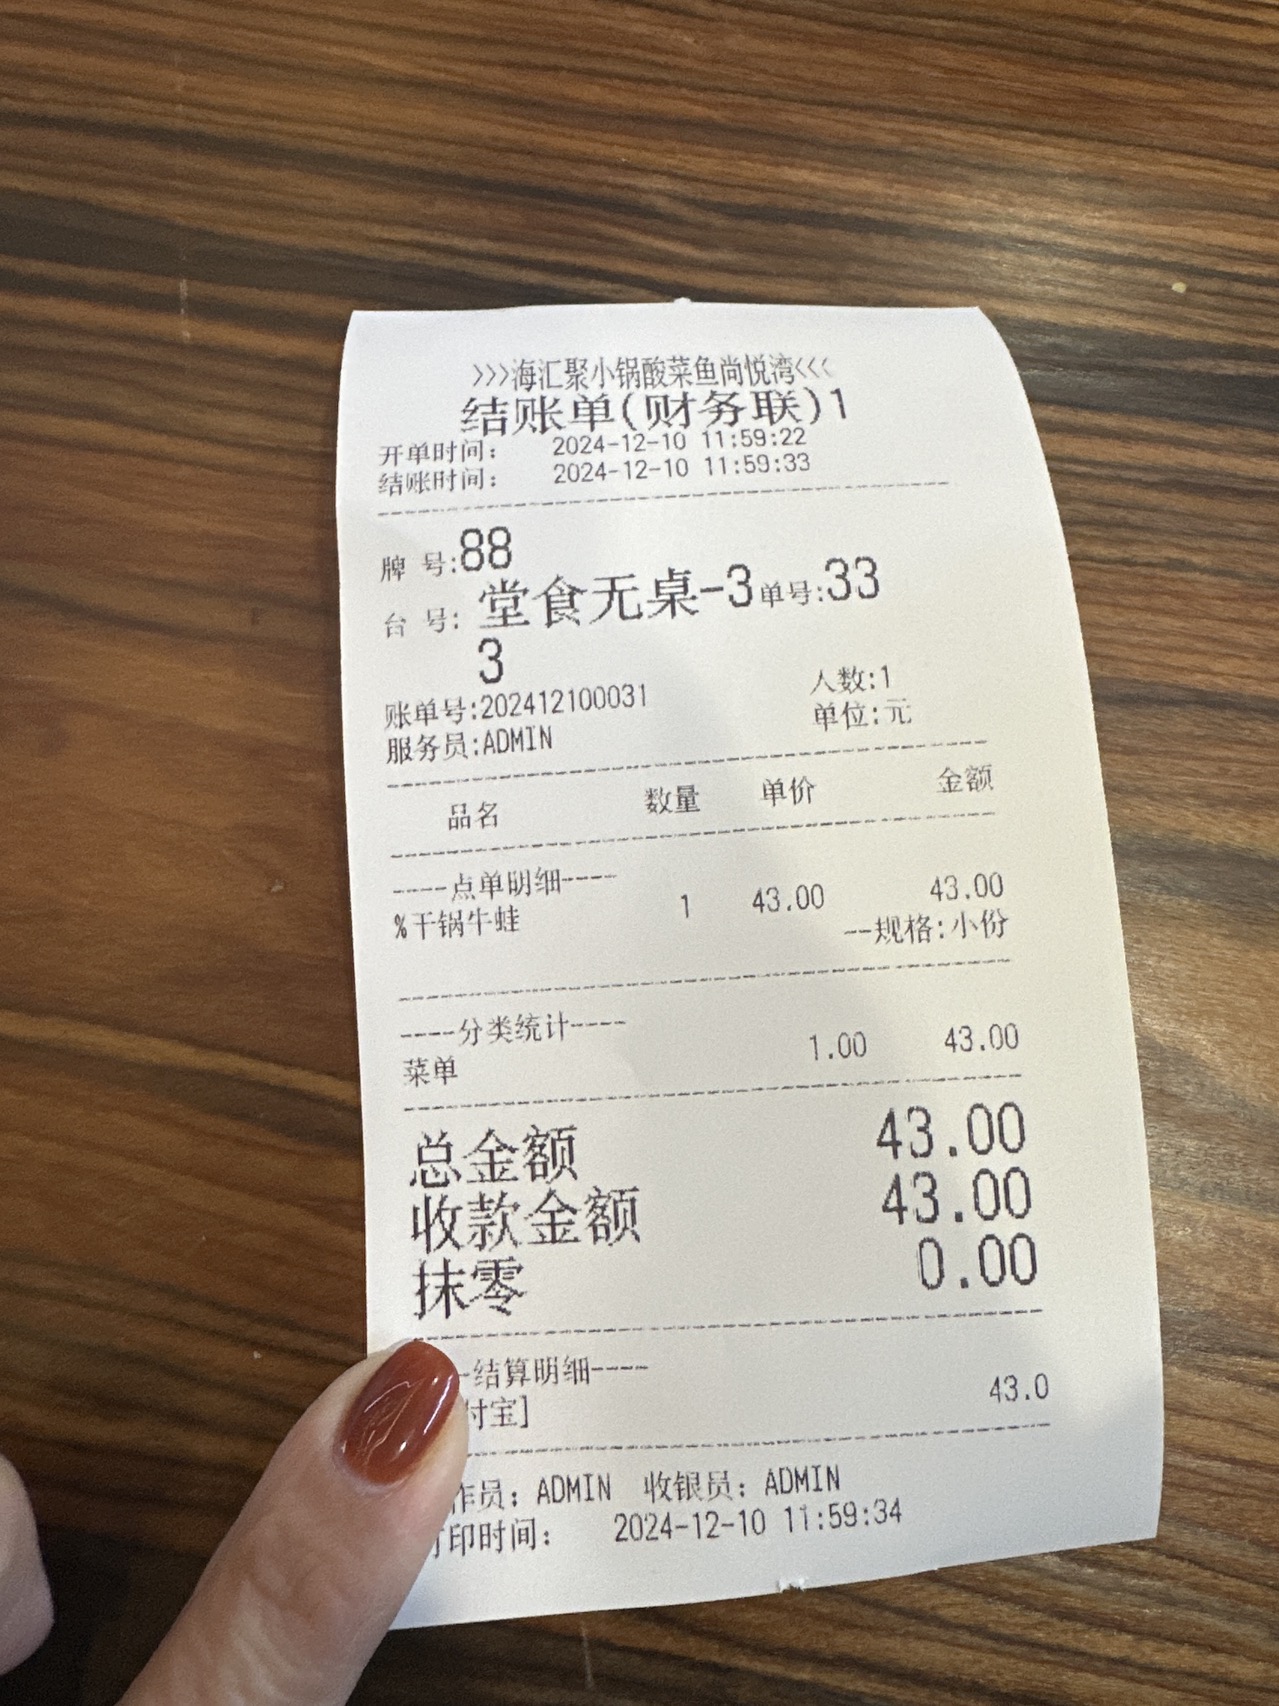 >>>海汇聚小锅酸菜鱼尚悦湾<<<
结账单(财务联)1
开单时间: 2024-12-10 11:59:22
结账时间: 2024-12-10 11:59:33
牌 号:88
台 号: 堂食无桌-3 单号:33
3
账单号:202412100031 人数:1
服务员:ADMIN 单位:元
品名 数量 单价 金额
----点单明细----
%干锅牛蛙 1 43.00 43.00
--规格:小份
----分类统计----
菜单 1.00 43.00
总金额 43.00
收款金额 43.00
抹零 0.00
-结算明细----
付宝] 43.0
作员: ADMIN 收银员: ADMIN
印时间: 2024-12-10 11:59:34